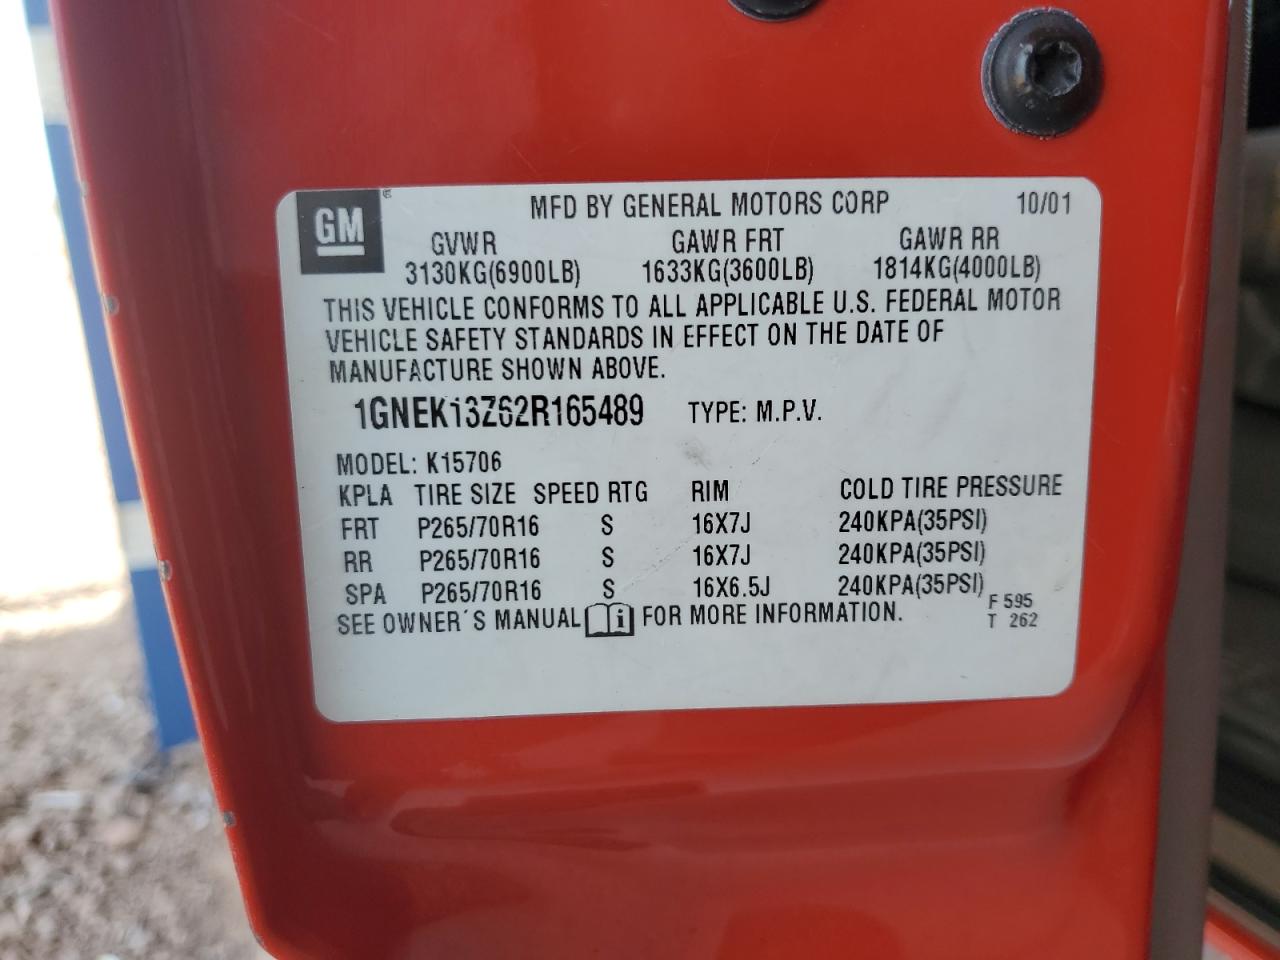 GM ®
MFD BY GENERAL MOTORS CORP 10/01
GVWR GAWR FRT GAWR RR
3130KG(6900LB) 1633KG(3600LB) 1814KG(4000LB)
THIS VEHICLE CONFORMS TO ALL APPLICABLE U.S. FEDERAL MOTOR
VEHICLE SAFETY STANDARDS IN EFFECT ON THE DATE OF
MANUFACTURE SHOWN ABOVE.
1GNEK13Z62R165489 TYPE: M.P.V.
MODEL: K15706
KPLA TIRE SIZE SPEED RTG RIM COLD TIRE PRESSURE
FRT P265/70R16 S 16X7J 240KPA(35PSI)
RR P265/70R16 S 16X7J 240KPA(35PSI)
SPA P265/70R16 S 16X6.5J 240KPA(35PSI)
SEE OWNER´S MANUAL i FOR MORE INFORMATION.
F 595
T 262